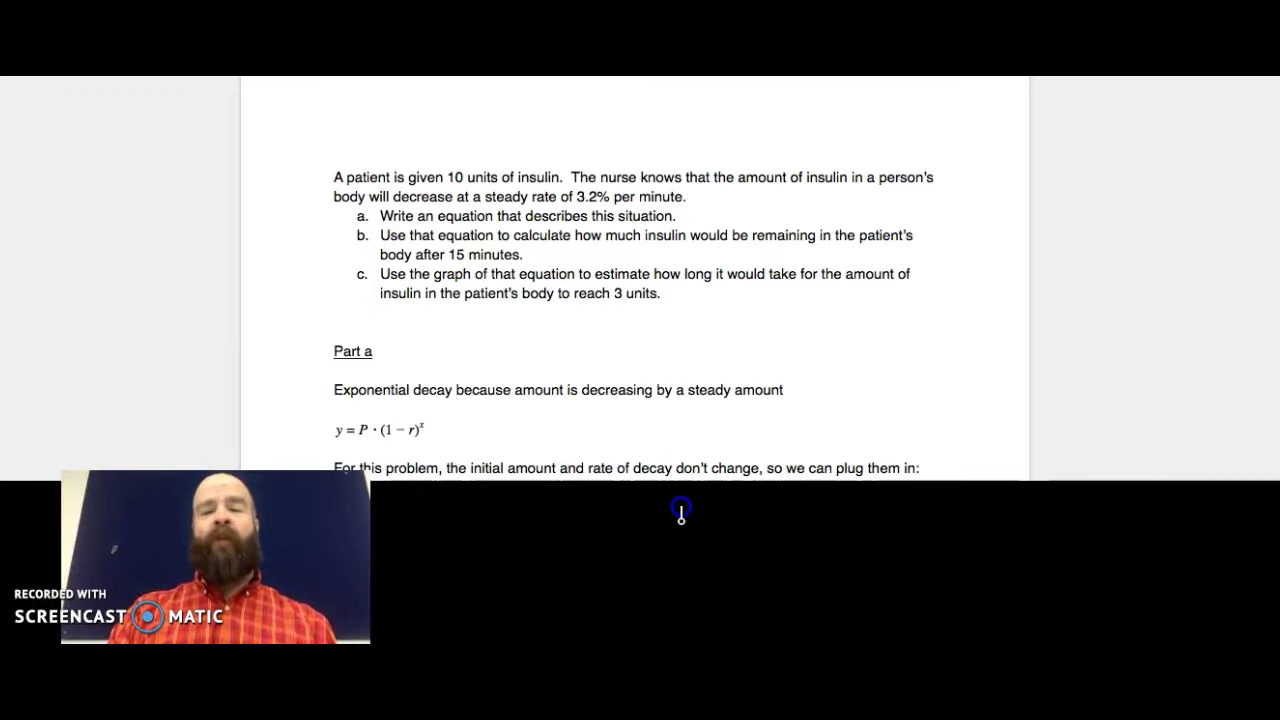 A patient is given 10 units of insulin.  The nurse knows that the amount of insulin in a person's
body will decrease at a steady rate of 3.2% per minute.
a. Write an equation that describes this situation.
b. Use that equation to calculate how much insulin would be remaining in the patient's
body after 15 minutes.
c. Use the graph of that equation to estimate how long it would take for the amount of
insulin in the patient's body to reach 3 units.
Part a
Exponential decay because amount is decreasing by a steady amount
y = P · (1 − r)ˣ
For this problem, the initial amount and rate of decay don't change, so we can plug them in:
RECORDED WITH
SCREENCAST MATIC